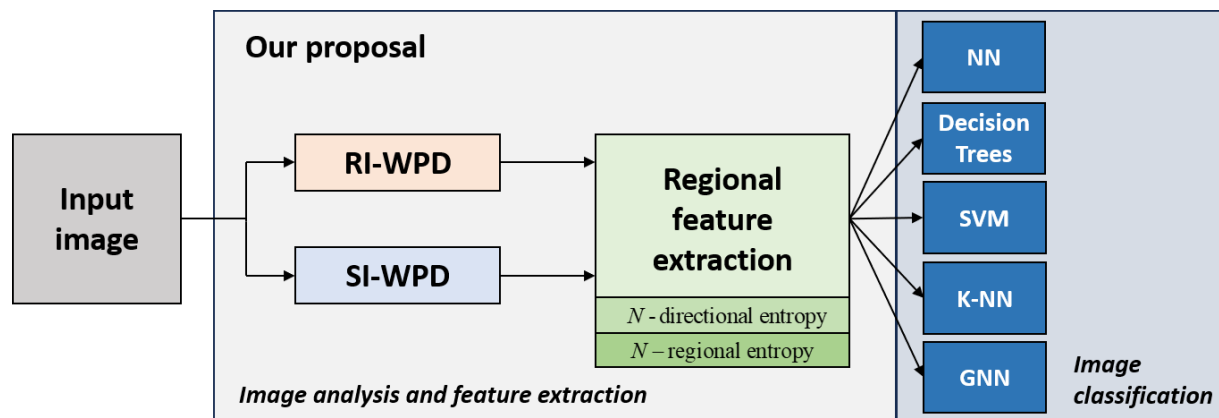 Our proposal
Input
image
RI-WPD
SI-WPD
Regional
feature
extraction
N - directional entropy
N – regional entropy
Image analysis and feature extraction
NN
Decision
Trees
SVM
K-NN
GNN
Image
classification